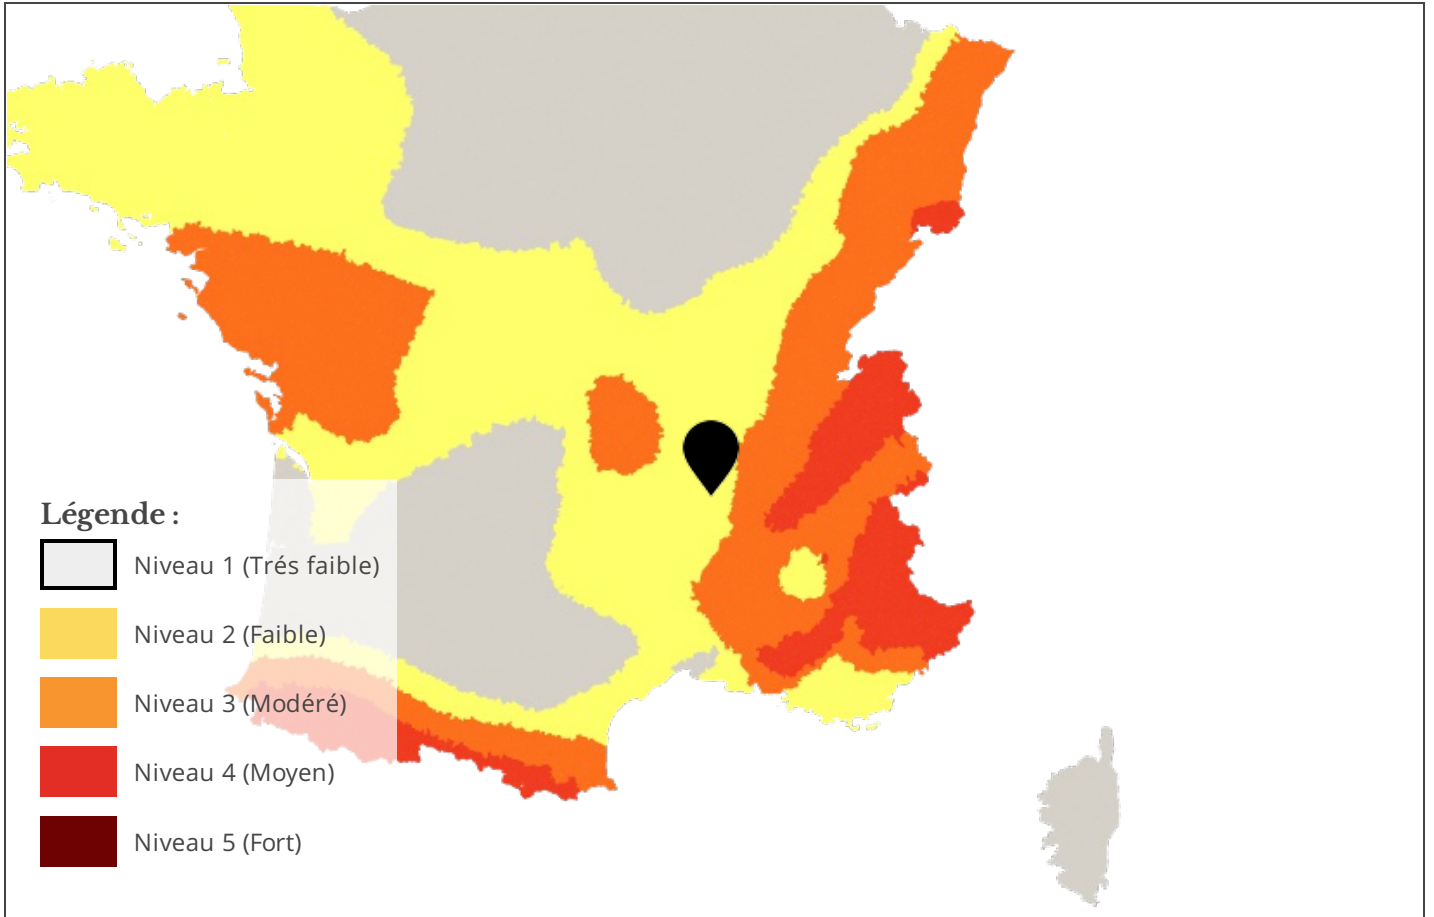 Légende :
Niveau 1 (Trés faible)
Niveau 2 (Faible)
Niveau 3 (Modéré)
Niveau 4 (Moyen)
Niveau 5 (Fort)